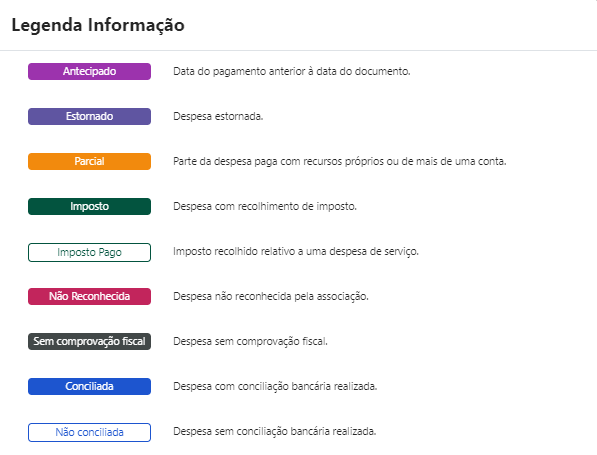 Legenda Informação
Antecipado Data do pagamento anterior à data do documento.
Estornado Despesa estornada.
Parcial Parte da despesa paga com recursos próprios ou de mais de uma conta.
Imposto Despesa com recolhimento de imposto.
Imposto Pago Imposto recolhido relativo a uma despesa de serviço.
Não Reconhecida Despesa não reconhecida pela associação.
Sem comprovação fiscal Despesa sem comprovação fiscal.
Conciliada Despesa com conciliação bancária realizada.
Não conciliada Despesa sem conciliação bancária realizada.